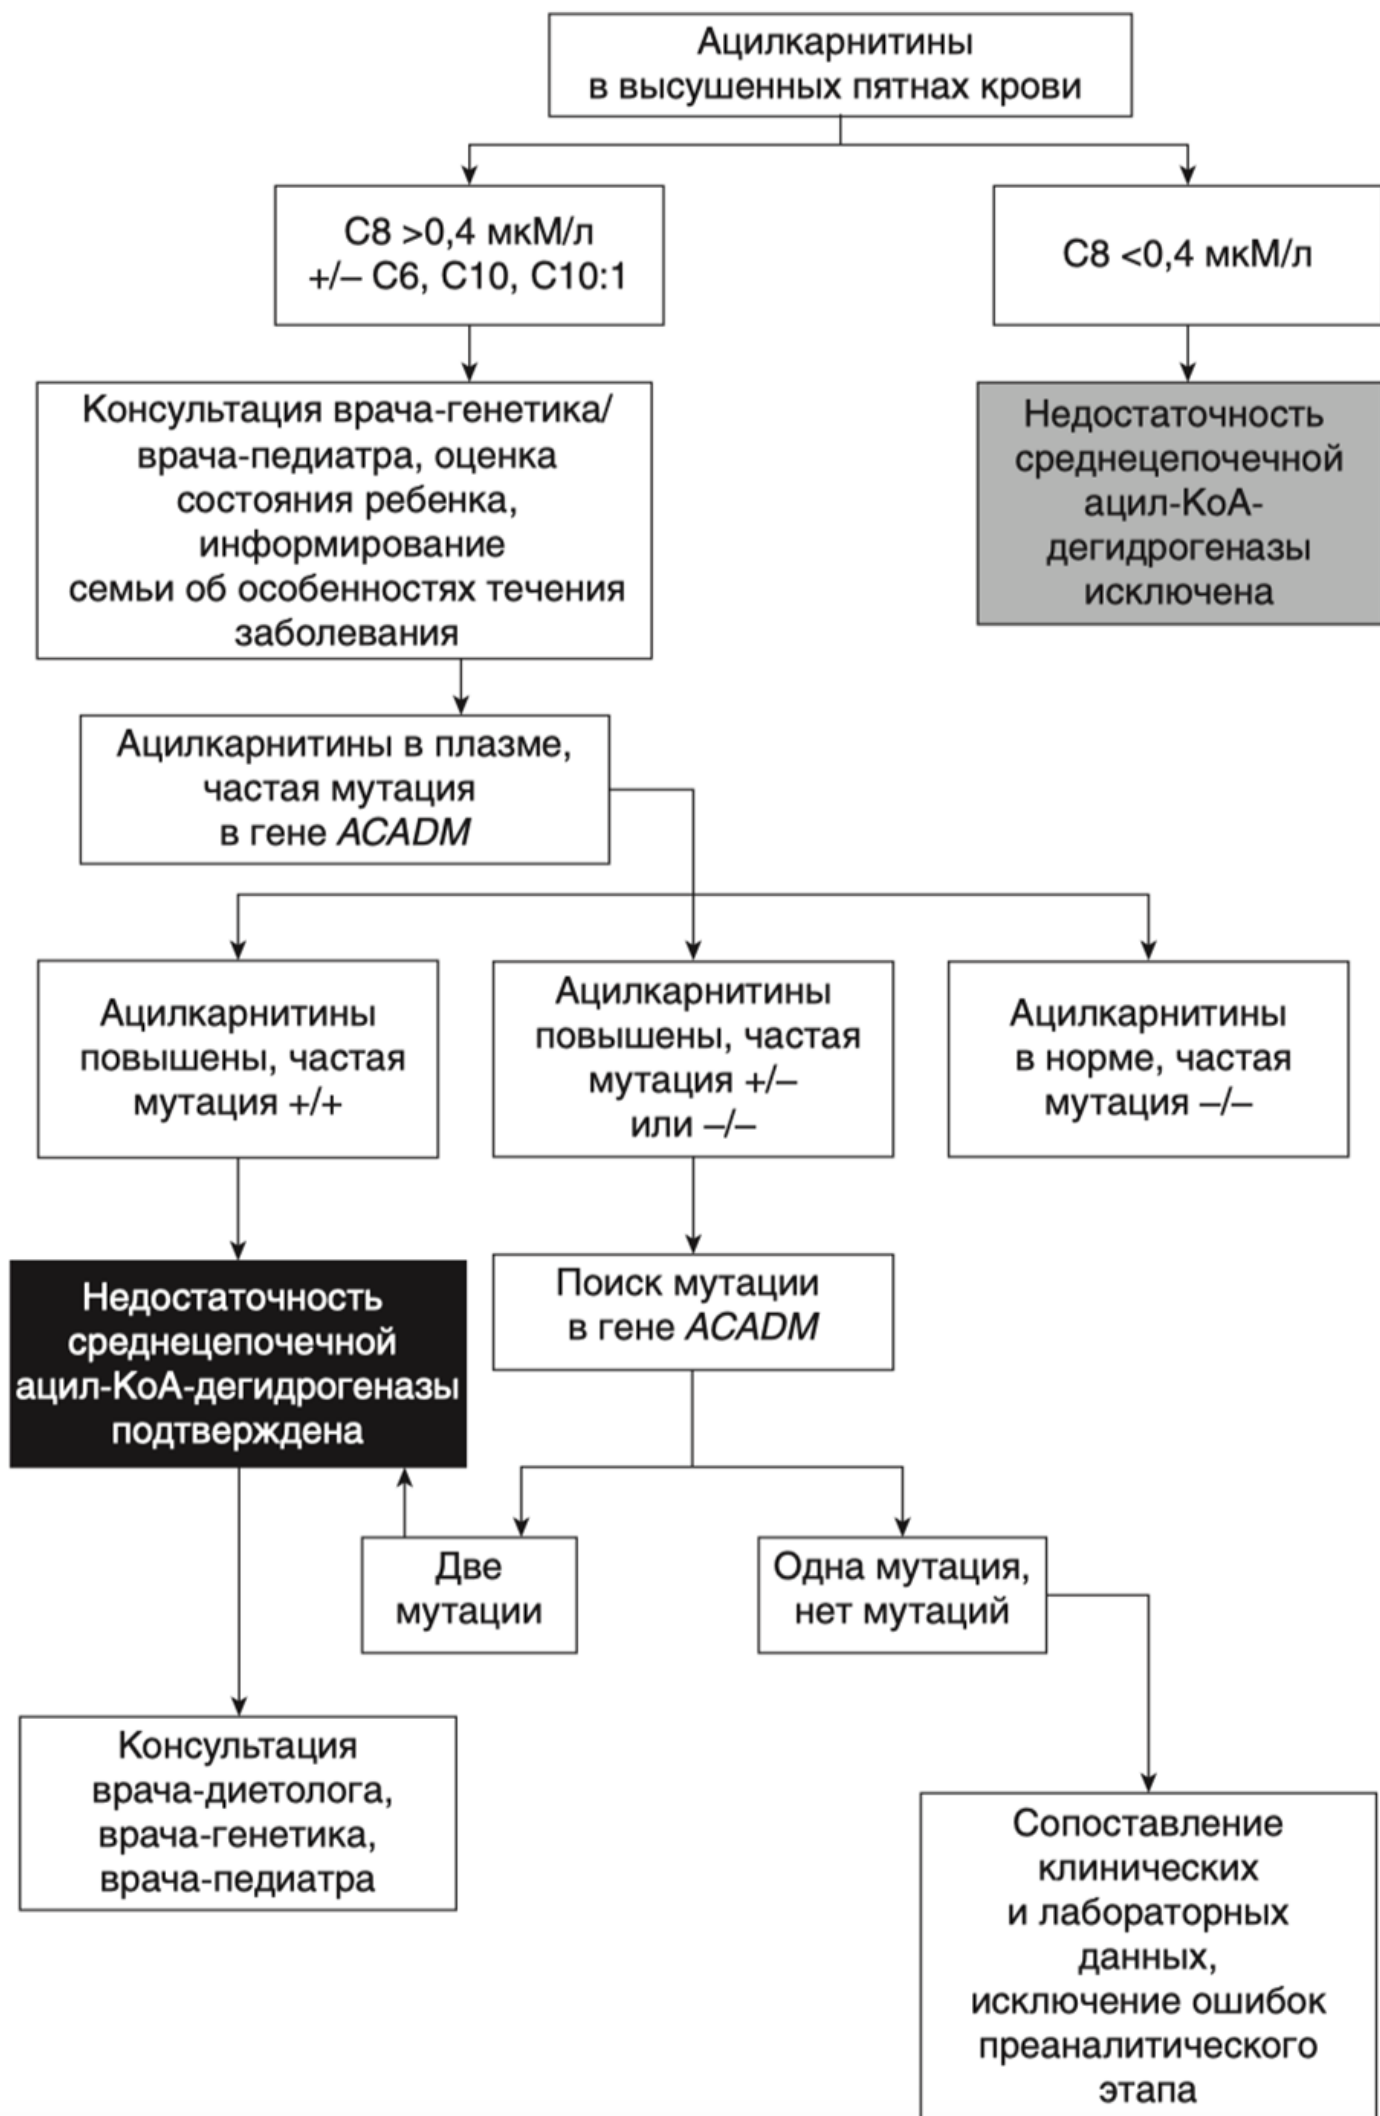 Ацилкарнитины
в высушенных пятнах крови
С8 >0,4 мкМ/л
+/– С6, С10, С10:1
С8 <0,4 мкМ/л
Консультация врача-генетика/
врача-педиатра, оценка
состояния ребенка,
информирование
семьи об особенностях течения
заболевания
Недостаточность
среднецепочечной
ацил-КоА-
дегидрогеназы
исключена
Ацилкарнитины в плазме,
частая мутация
в гене ACADM
Ацилкарнитины
повышены, частая
мутация +/+
Ацилкарнитины
повышены, частая
мутация +/–
или –/–
Ацилкарнитины
в норме, частая
мутация –/–
Недостаточность
среднецепочечной
ацил-КоА-дегидрогеназы
подтверждена
Поиск мутации
в гене ACADM
Две
мутации
Одна мутация,
нет мутаций
Консультация
врача-диетолога,
врача-генетика,
врача-педиатра
Сопоставление
клинических
и лабораторных
данных,
исключение ошибок
преаналитического
этапа